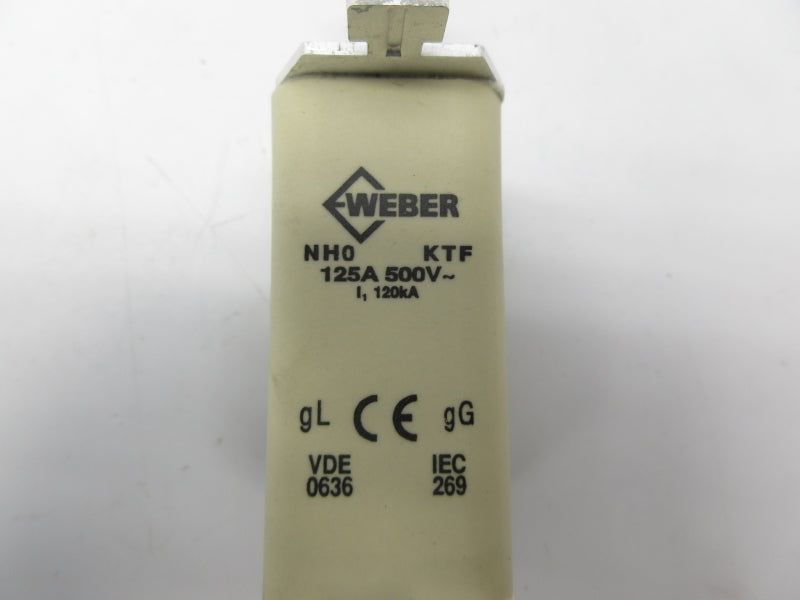 WEBER
NH0 KTF
125A 500V~
I₁ 120kA
gL CE gG
VDE IEC
0636 269